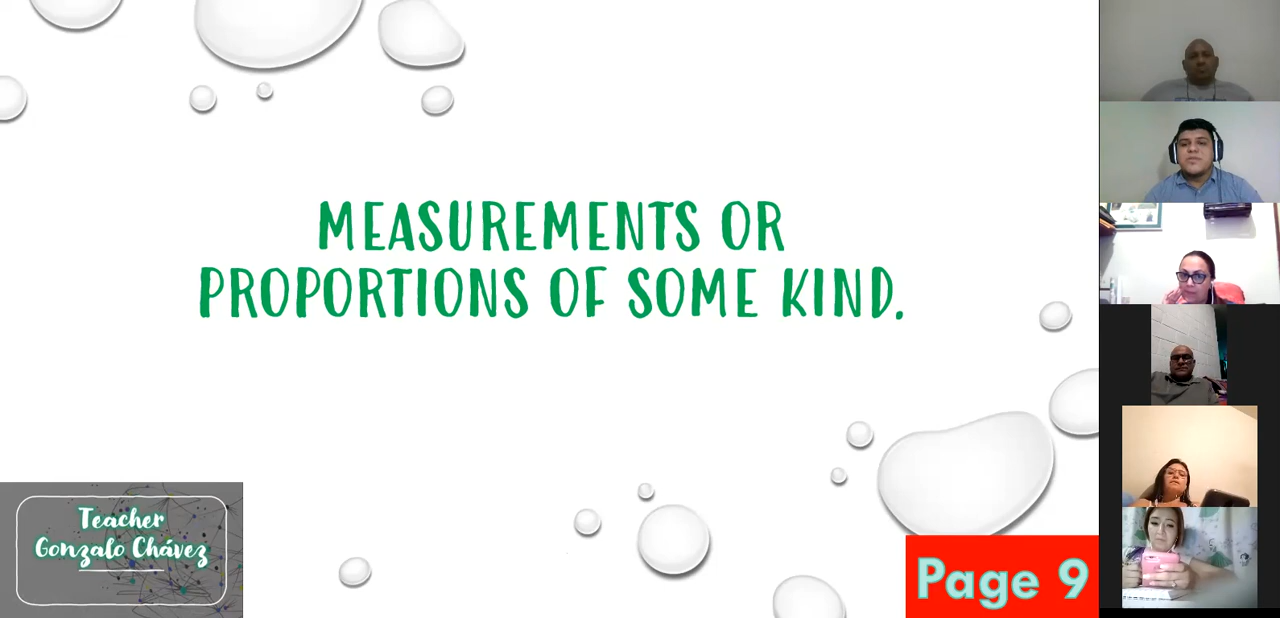 MEASUREMENTS OR
PROPORTIONS OF SOME KIND.
Teacher
Gonzalo Chávez
Page 9